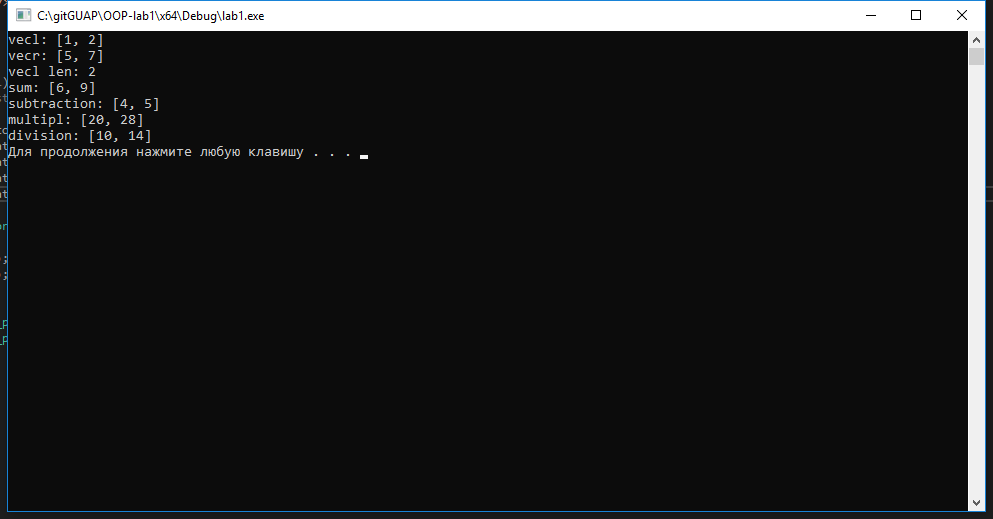 C:\gitGUAP\OOP-lab1\x64\Debug\lab1.exe
vecl: [1, 2]
vecr: [5, 7]
vecl len: 2
sum: [6, 9]
subtraction: [4, 5]
multipl: [20, 28]
division: [10, 14]
Для продолжения нажмите любую клавишу . . .